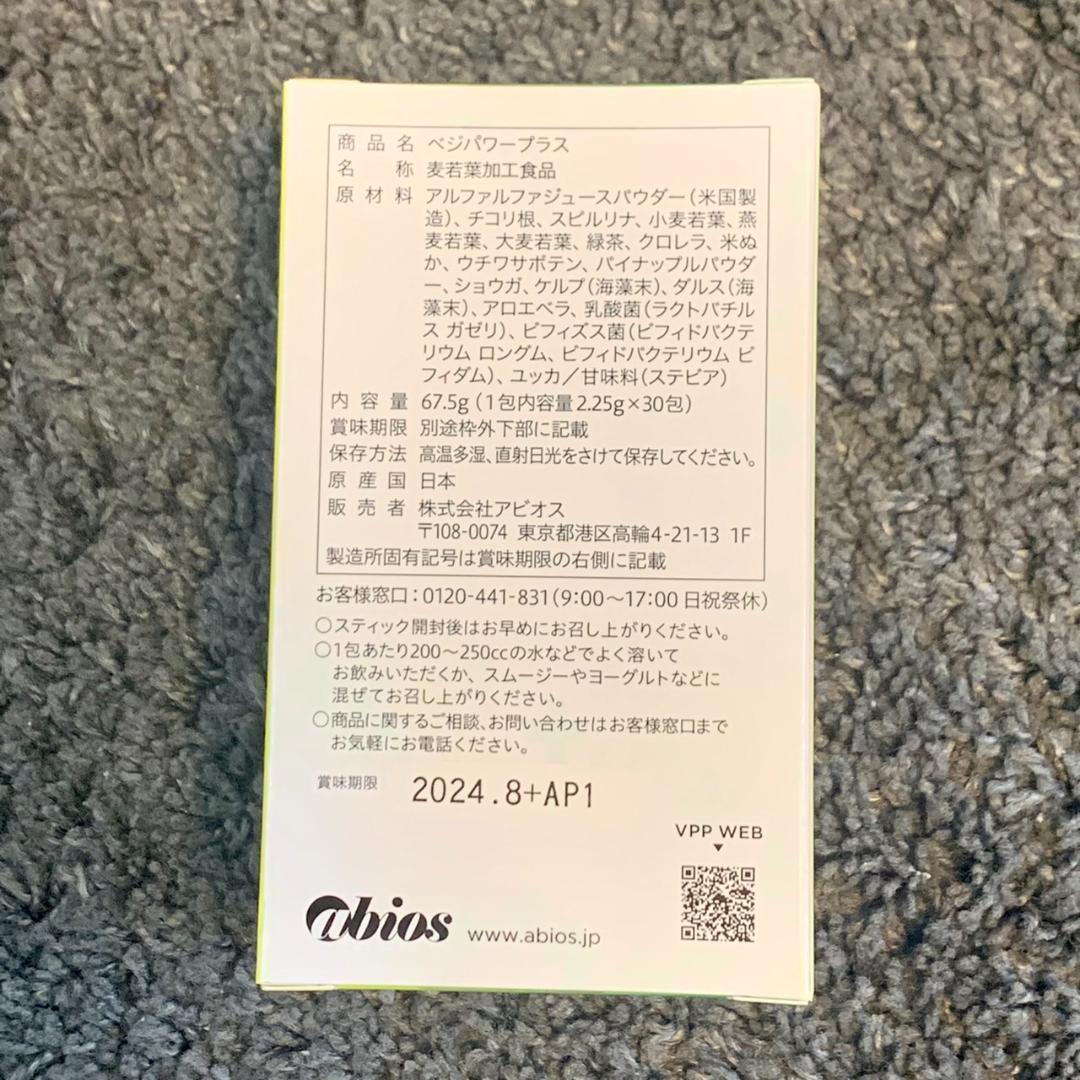 商品名 ベジパワープラス
名称 麦若葉加工食品
原材料 アルファルファジュースパウダー(米国製
造)、チコリ根、スピルリナ、小麦若葉、燕
麦若葉、大麦若葉、緑茶、クロレラ、米ぬ
か、ウチワサボテン、パイナップルパウダ
ー、ショウガ、ケルプ(海藻末)、ダルス(海
藻末)、アロエベラ、乳酸菌(ラクトバチル
ス ガゼリ)、ビフィズス菌(ビフィドバクテ
リウム ロングム、ビフィドバクテリウム ビ
フィダム)、ユッカ/甘味料(ステビア)
内容量 67.5g(1包内容量2.25g×30包)
賞味期限 別途枠外下部に記載
保存方法 高温多湿、直射日光をさけて保存してください。
原産国 日本
販売者 株式会社アビオス
〒108-0074 東京都港区高輪4-21-13 1F
製造所固有記号は賞味期限の右側に記載
お客様窓口:0120-441-831(9:00〜17:00 日祝祭休)
○スティック開封後はお早めにお召し上がりください。
○1包あたり200〜250ccの水などでよく溶いて
お飲みいただくか、スムージーやヨーグルトなどに
混ぜてお召し上がりください。
○商品に関するご相談、お問い合わせはお客様窓口まで
お気軽にお電話ください。
賞味期限 2024.8+AP1
VPP WEB
abios www.abios.jp